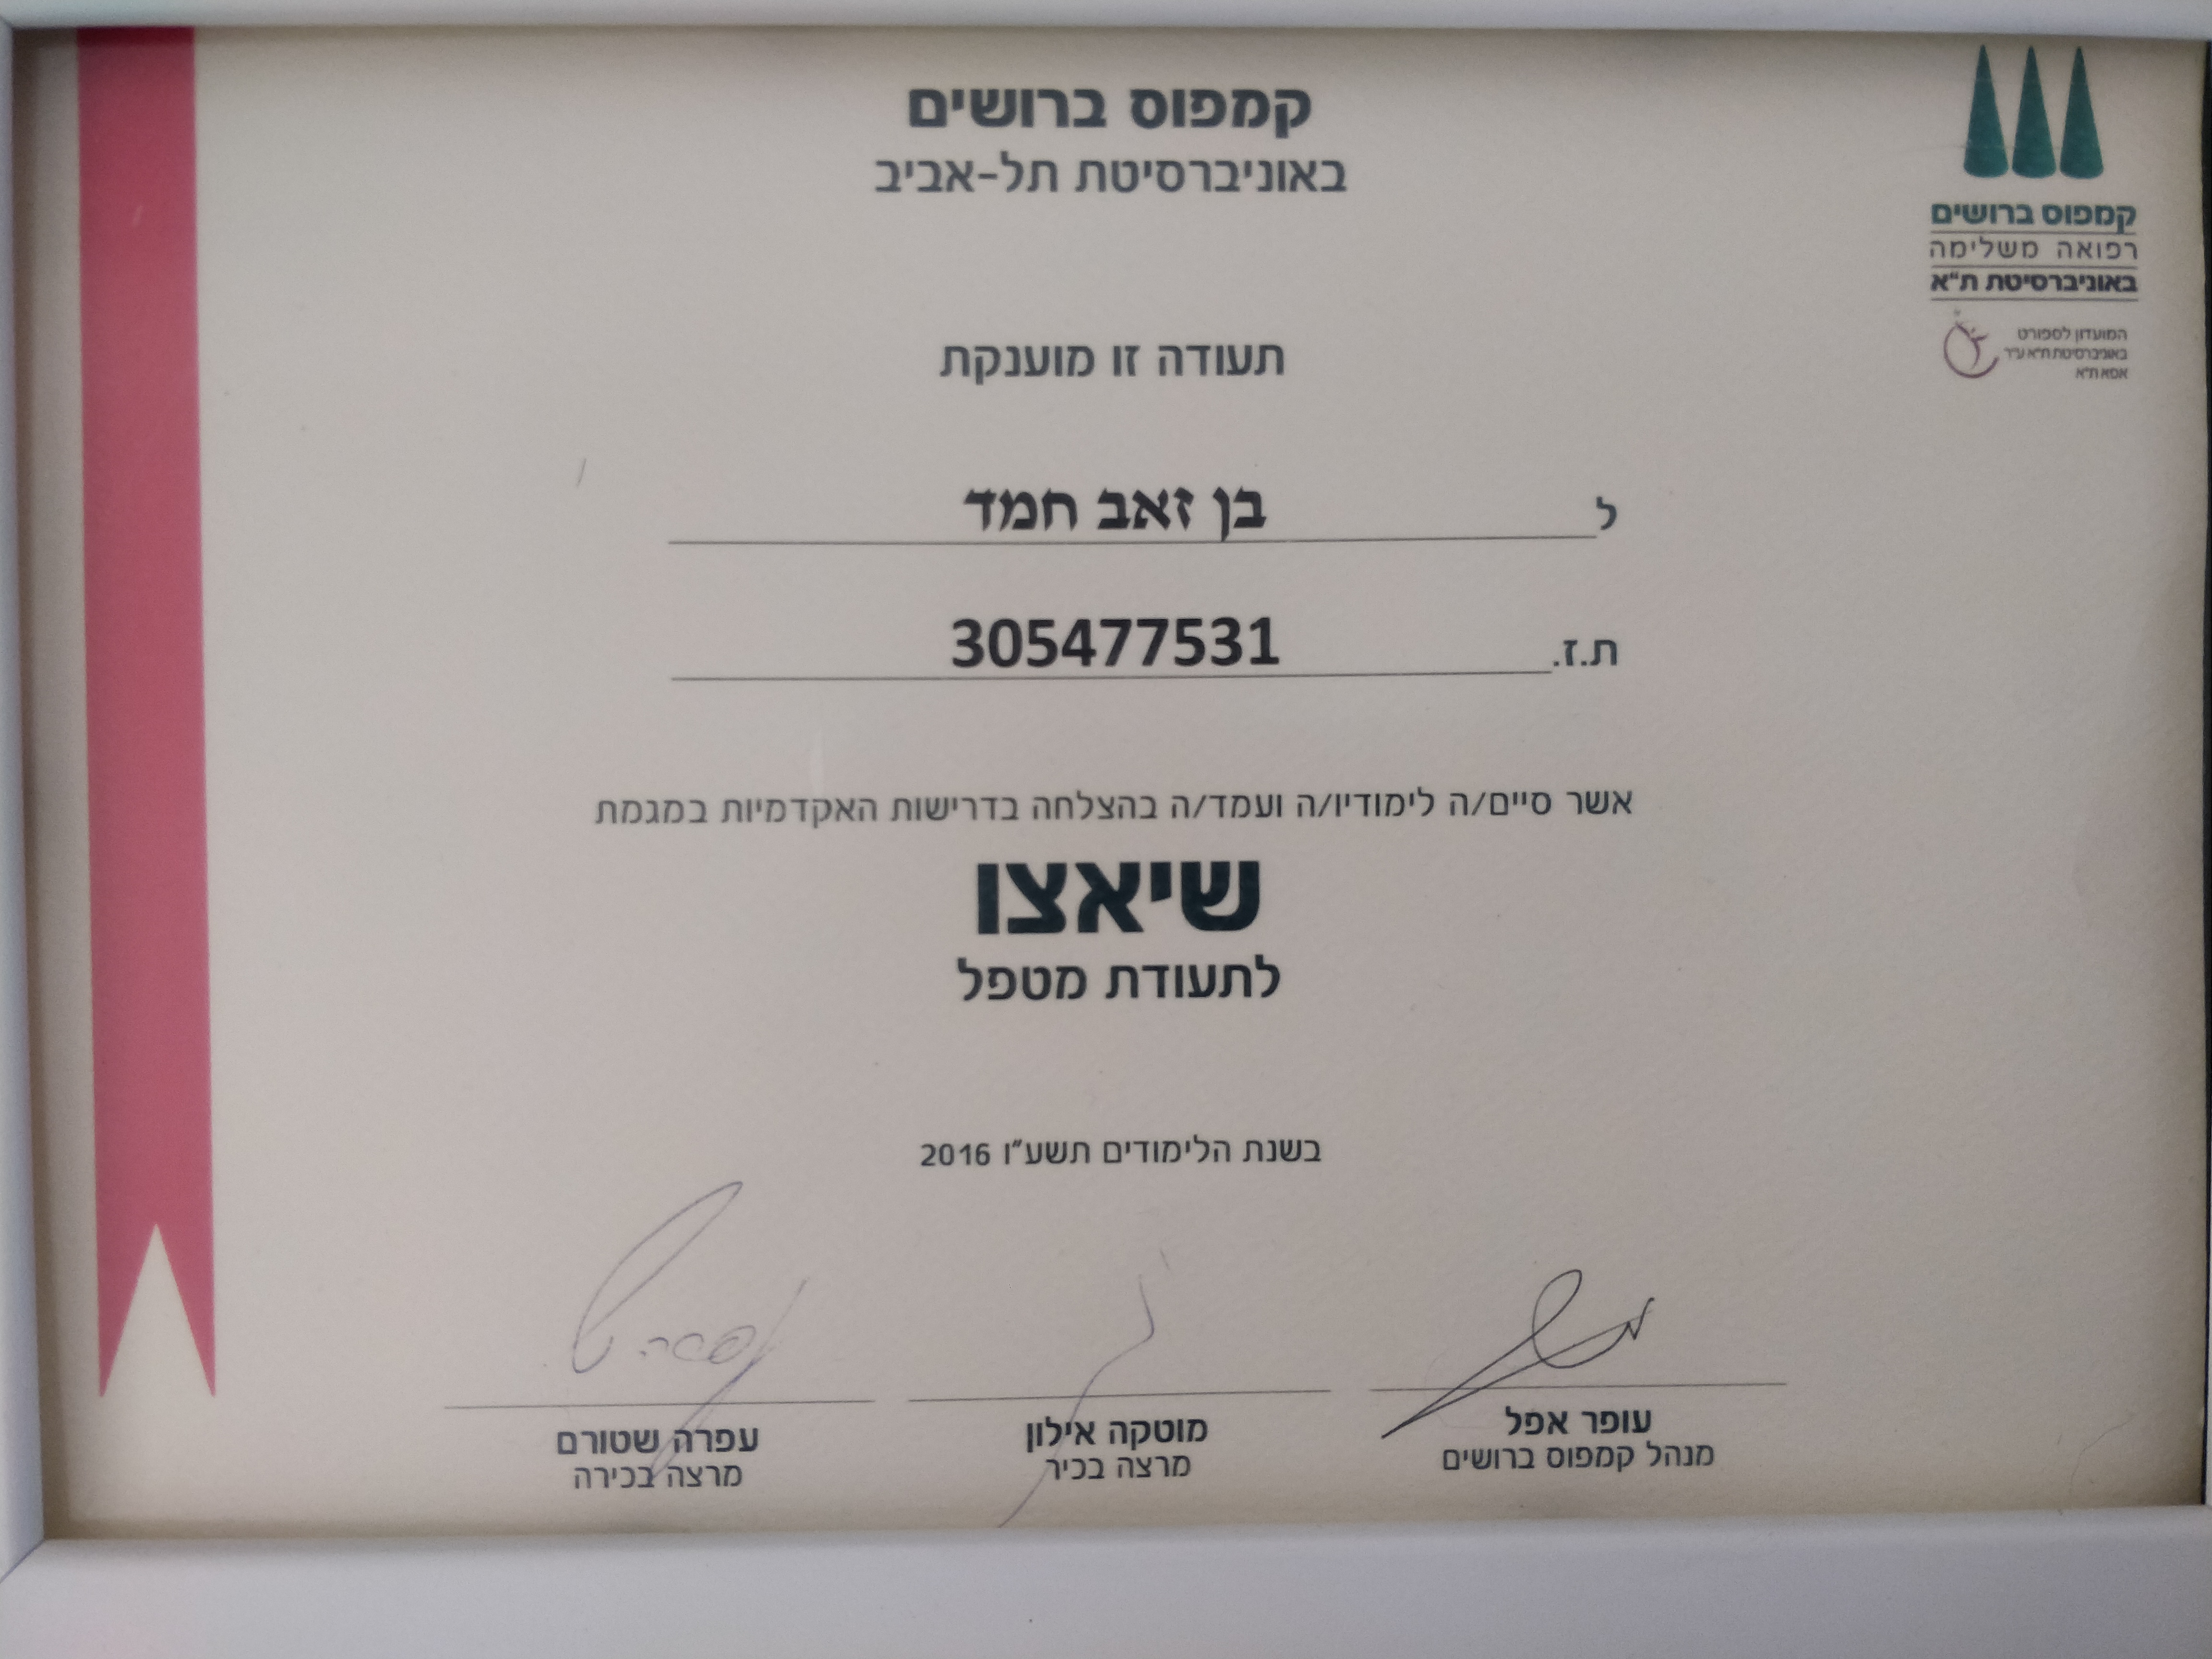 קמפוס ברושים
באוניברסיטת תל-אביב
קמפוס ברושים
רפואה משלימה
באוניברסיטת ת"א
המועדון לספורט
באוניברסיטת ת"א ע"ר
אסא ת"א
תעודה זו מוענקת
ל בן זאב חמד
ת.ז. 305477531
אשר סיים/ה לימודיו/ה ועמד/ה בהצלחה בדרישות האקדמיות במגמת
שיאצו
לתעודת מטפל
בשנת הלימודים תשע"ו 2016
עופר אפל
מנהל קמפוס ברושים
מוטקה אילון
מרצה בכיר
עפרה שטורם
מרצה בכירה